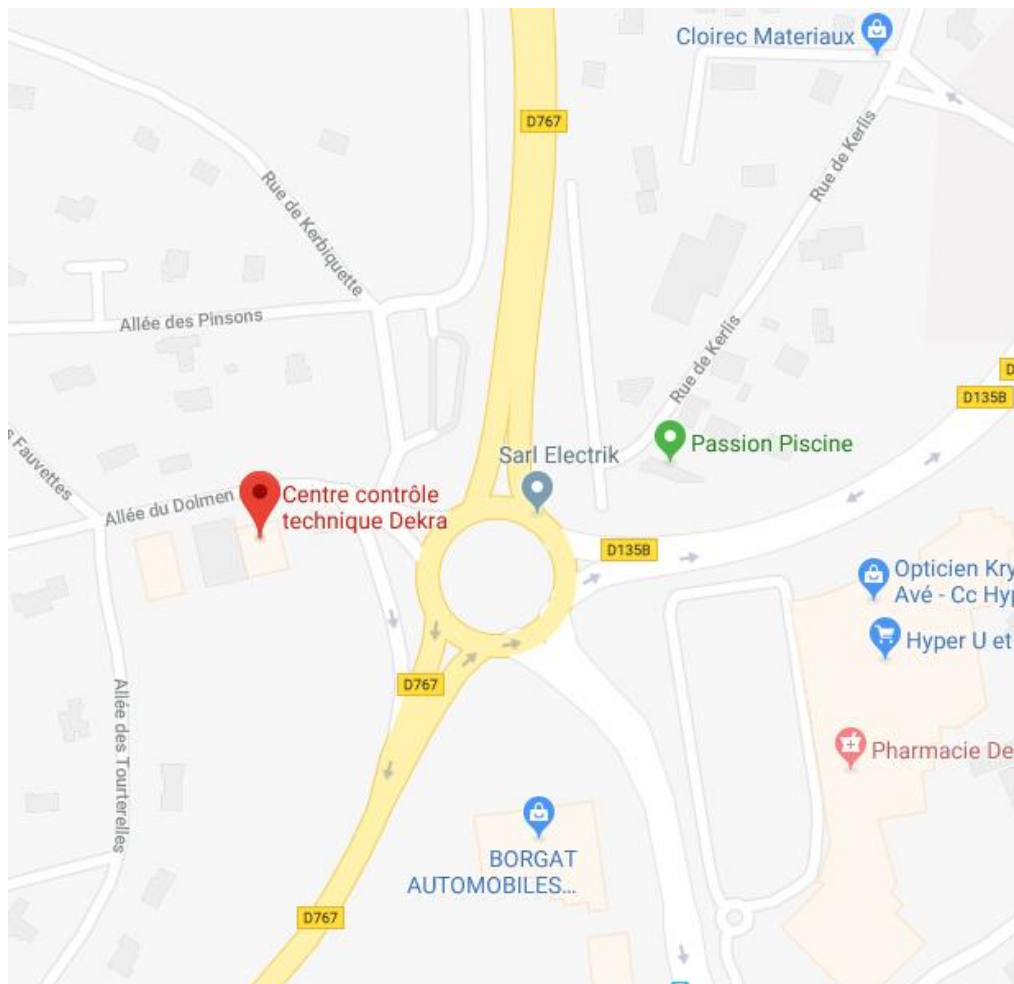 Cloirec Materiaux
D767
Rue de Kerlis
Rue de Kerbiquette
Allée des Pinsons
Rue de Kerlis
D135B
Passion Piscine
Sarl Electrik
s Fauvettes
Allée du Dolmen
Centre contrôle
technique Dekra
D135B
Opticien Kry
Avé - Cc Hyp
Hyper U et
D767
Allée des Tourterelles
Pharmacie De
BORGAT
AUTOMOBILES...
D767